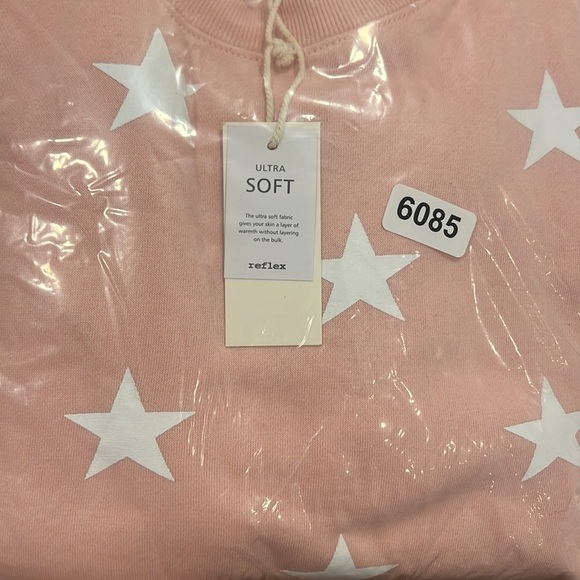 ULTRA
SOFT
The ultra soft fabric
gives your skin a layer of
warmth without layering
on the bulk.
reflex
6085